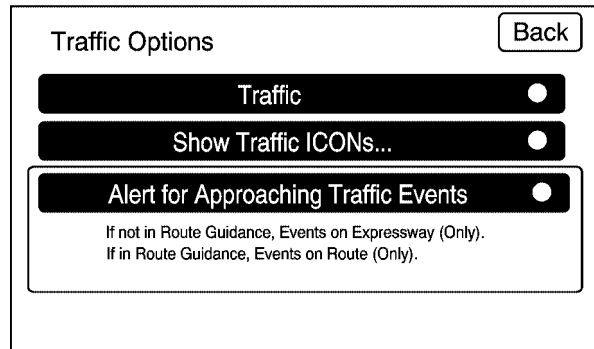 Traffic Options
Back
Traffic
Show Traffic ICONs...
Alert for Approaching Traffic Events
If not in Route Guidance, Events on Expressway (Only).
If in Route Guidance, Events on Route (Only).